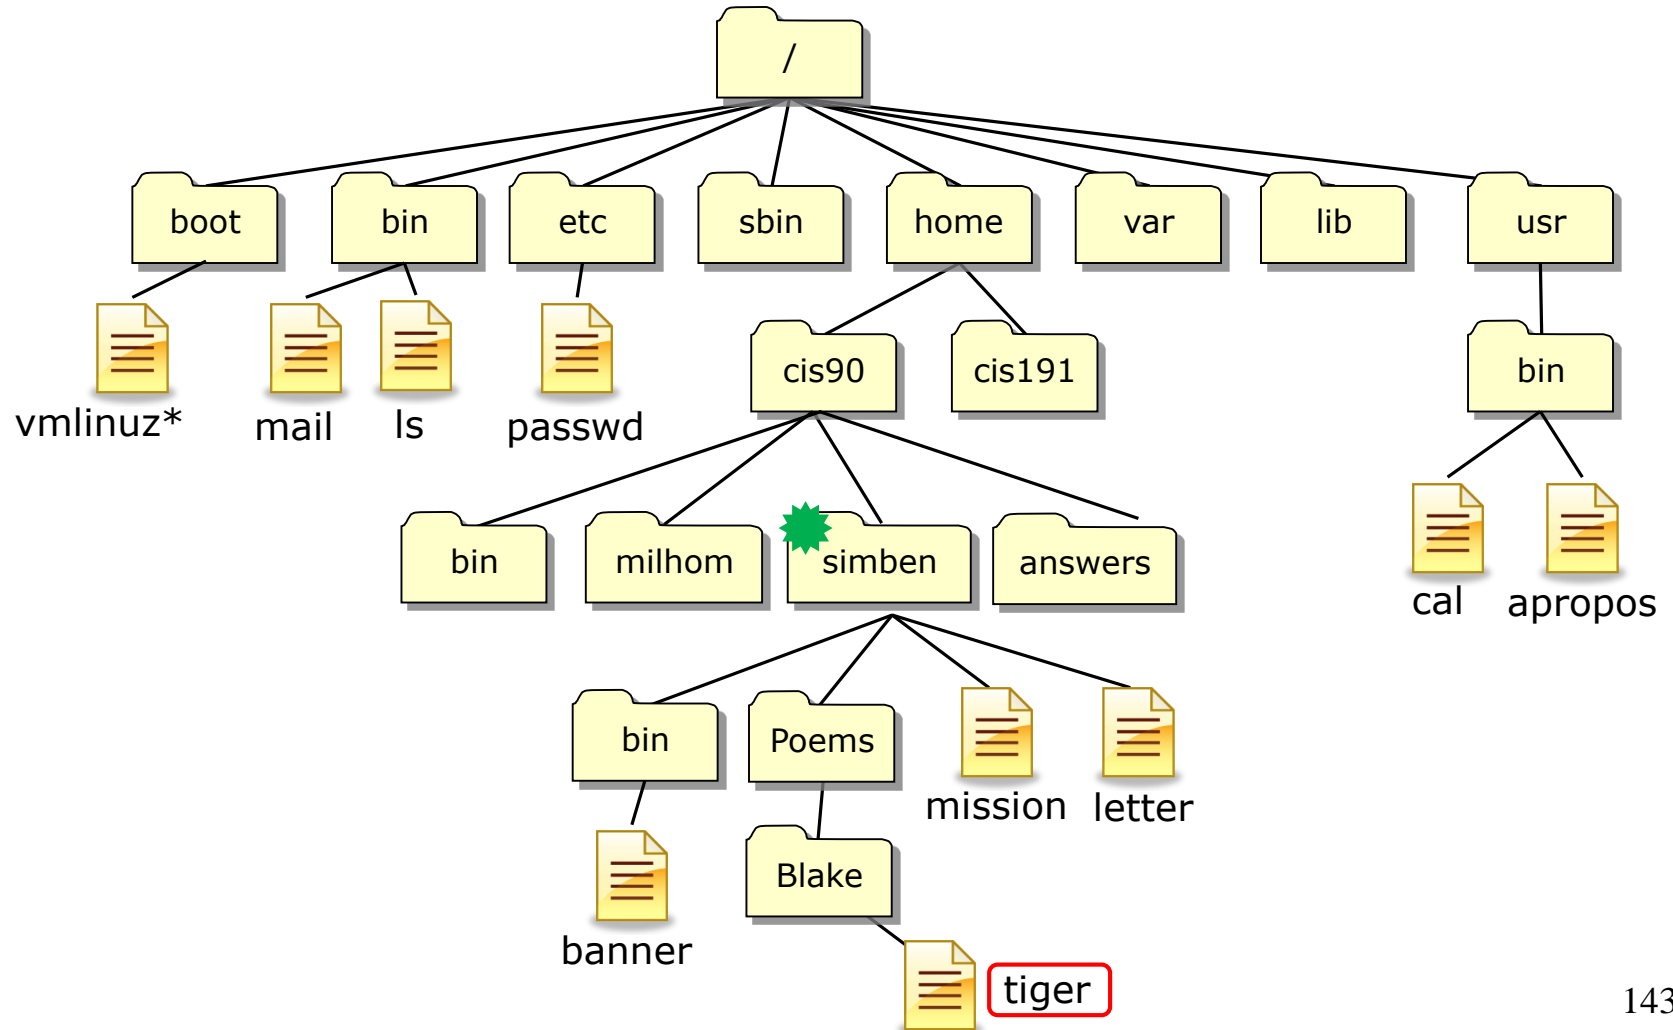 /
boot bin etc sbin home var lib usr
vmlinuz* mail ls passwd
cis90 cis191 bin
bin milhom simben answers
cal apropos
bin Poems
mission letter
Blake
banner
tiger
143